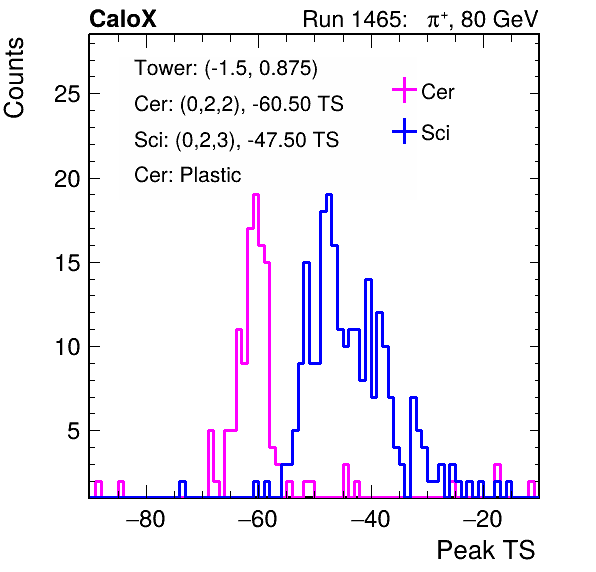 CaloX Run 1465: π⁺, 80 GeV
Counts
Tower: (-1.5, 0.875)
Cer: (0,2,2), -60.50 TS
Sci: (0,2,3), -47.50 TS
Cer: Plastic
Cer
Sci
25
20
15
10
5
−80 −60 −40 −20
Peak TS